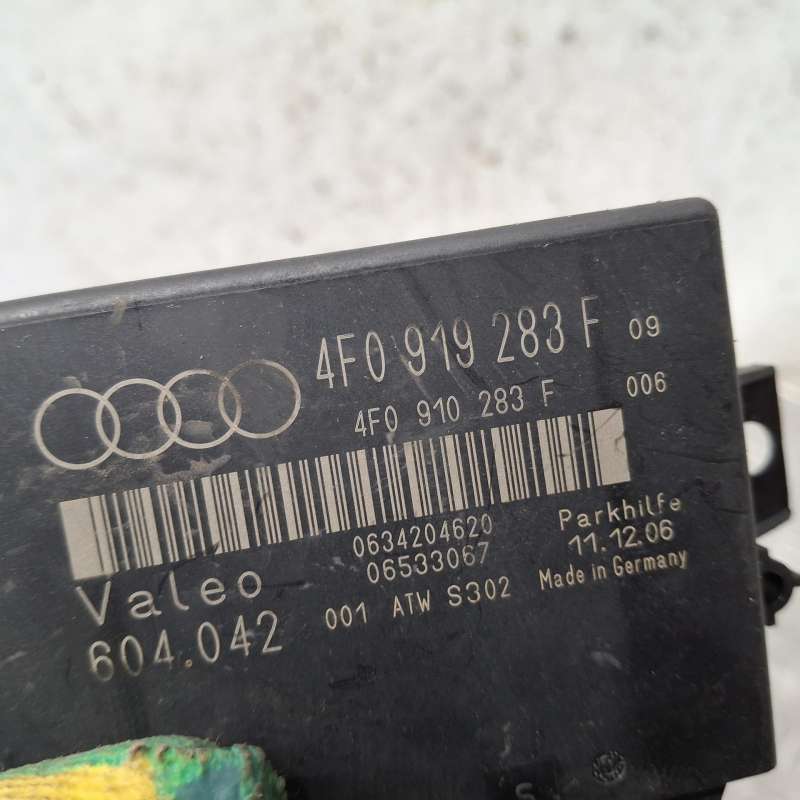 4F0 919 283 F 09
4F0 910 283 F 006
0634204620
06533067
Parkhilfe
11.12.06
Valeo
604.042
001 ATW S302
Made in Germany
S